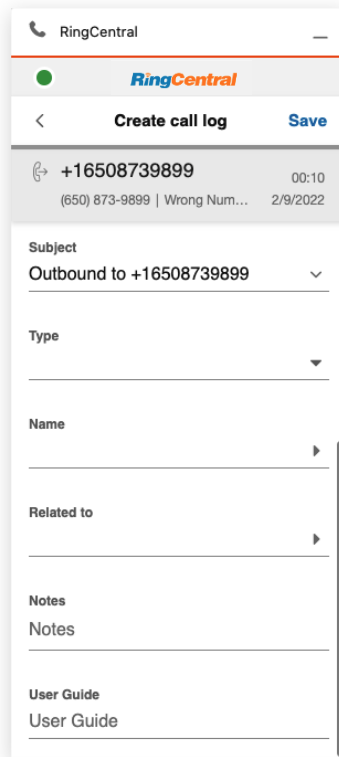 RingCentral
RingCentral
Create call log Save
+16508739899 00:10
(650) 873-9899 | Wrong Num... 2/9/2022
Subject
Outbound to +16508739899
Type
Name
Related to
Notes
Notes
User Guide
User Guide